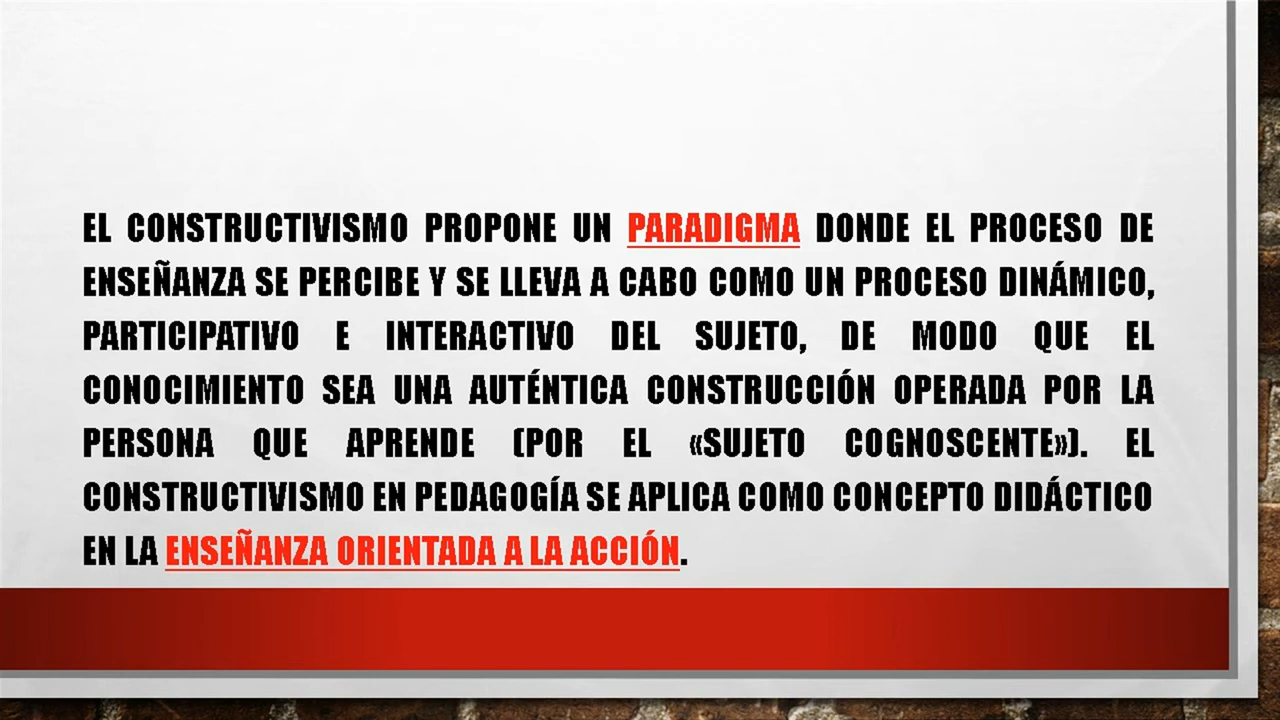 EL CONSTRUCTIVISMO PROPONE UN PARADIGMA DONDE EL PROCESO DE
ENSEÑANZA SE PERCIBE Y SE LLEVA A CABO COMO UN PROCESO DINÁMICO,
PARTICIPATIVO E INTERACTIVO DEL SUJETO, DE MODO QUE EL
CONOCIMIENTO SEA UNA AUTÉNTICA CONSTRUCCIÓN OPERADA POR LA
PERSONA QUE APRENDE (POR EL «SUJETO COGNOSCENTE»). EL
CONSTRUCTIVISMO EN PEDAGOGÍA SE APLICA COMO CONCEPTO DIDÁCTICO
EN LA ENSEÑANZA ORIENTADA A LA ACCIÓN.